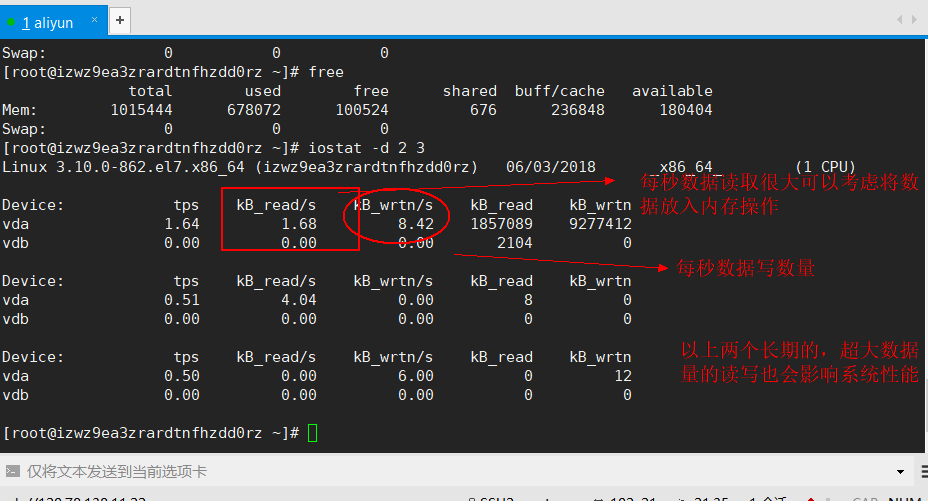 1 aliyun × +
Swap: 0 0 0
[root@izwz9ea3zrardtnfhzdd0rz ~]# free
total used free shared buff/cache available
Mem: 1015444 678072 100524 676 236848 180404
Swap: 0 0 0
[root@izwz9ea3zrardtnfhzdd0rz ~]# iostat -d 2 3
Linux 3.10.0-862.el7.x86_64 (izwz9ea3zrardtnfhzdd0rz) 06/03/2018 _x86_64_ (1 CPU)
每秒数据读取很大可以考虑将数
据放入内存操作
Device: tps kB_read/s kB_wrtn/s kB_read kB_wrtn
vda 1.64 1.68 8.42 1857089 9277412
vdb 0.00 0.00 0.00 2104 0
每秒数据写数量
Device: tps kB_read/s kB_wrtn/s kB_read kB_wrtn
vda 0.51 4.04 0.00 8 0
vdb 0.00 0.00 0.00 0 0
以上两个长期的，超大数据
量的读写也会影响系统性能
Device: tps kB_read/s kB_wrtn/s kB_read kB_wrtn
vda 0.50 0.00 6.00 0 12
vdb 0.00 0.00 0.00 0 0
[root@izwz9ea3zrardtnfhzdd0rz ~]#
仅将文本发送到当前选项卡